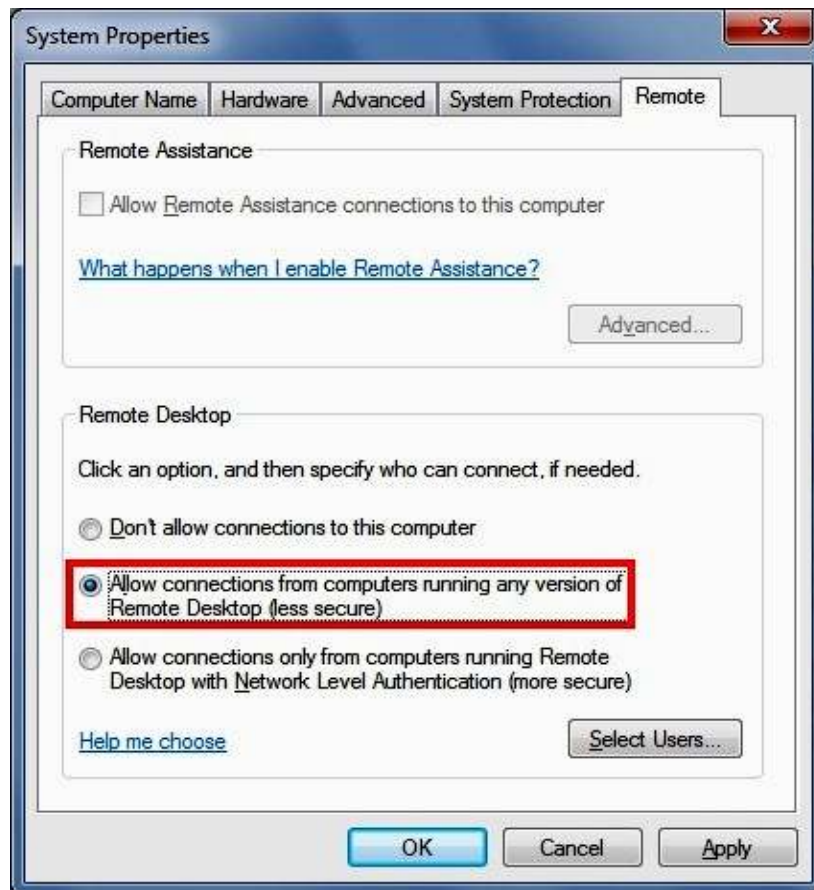 System Properties
Computer Name Hardware Advanced System Protection Remote
Remote Assistance
Allow Remote Assistance connections to this computer
What happens when I enable Remote Assistance?
Advanced...
Remote Desktop
Click an option, and then specify who can connect, if needed.
Don't allow connections to this computer
Allow connections from computers running any version of
Remote Desktop (less secure)
Allow connections only from computers running Remote
Desktop with Network Level Authentication (more secure)
Help me choose
Select Users...
OK Cancel Apply